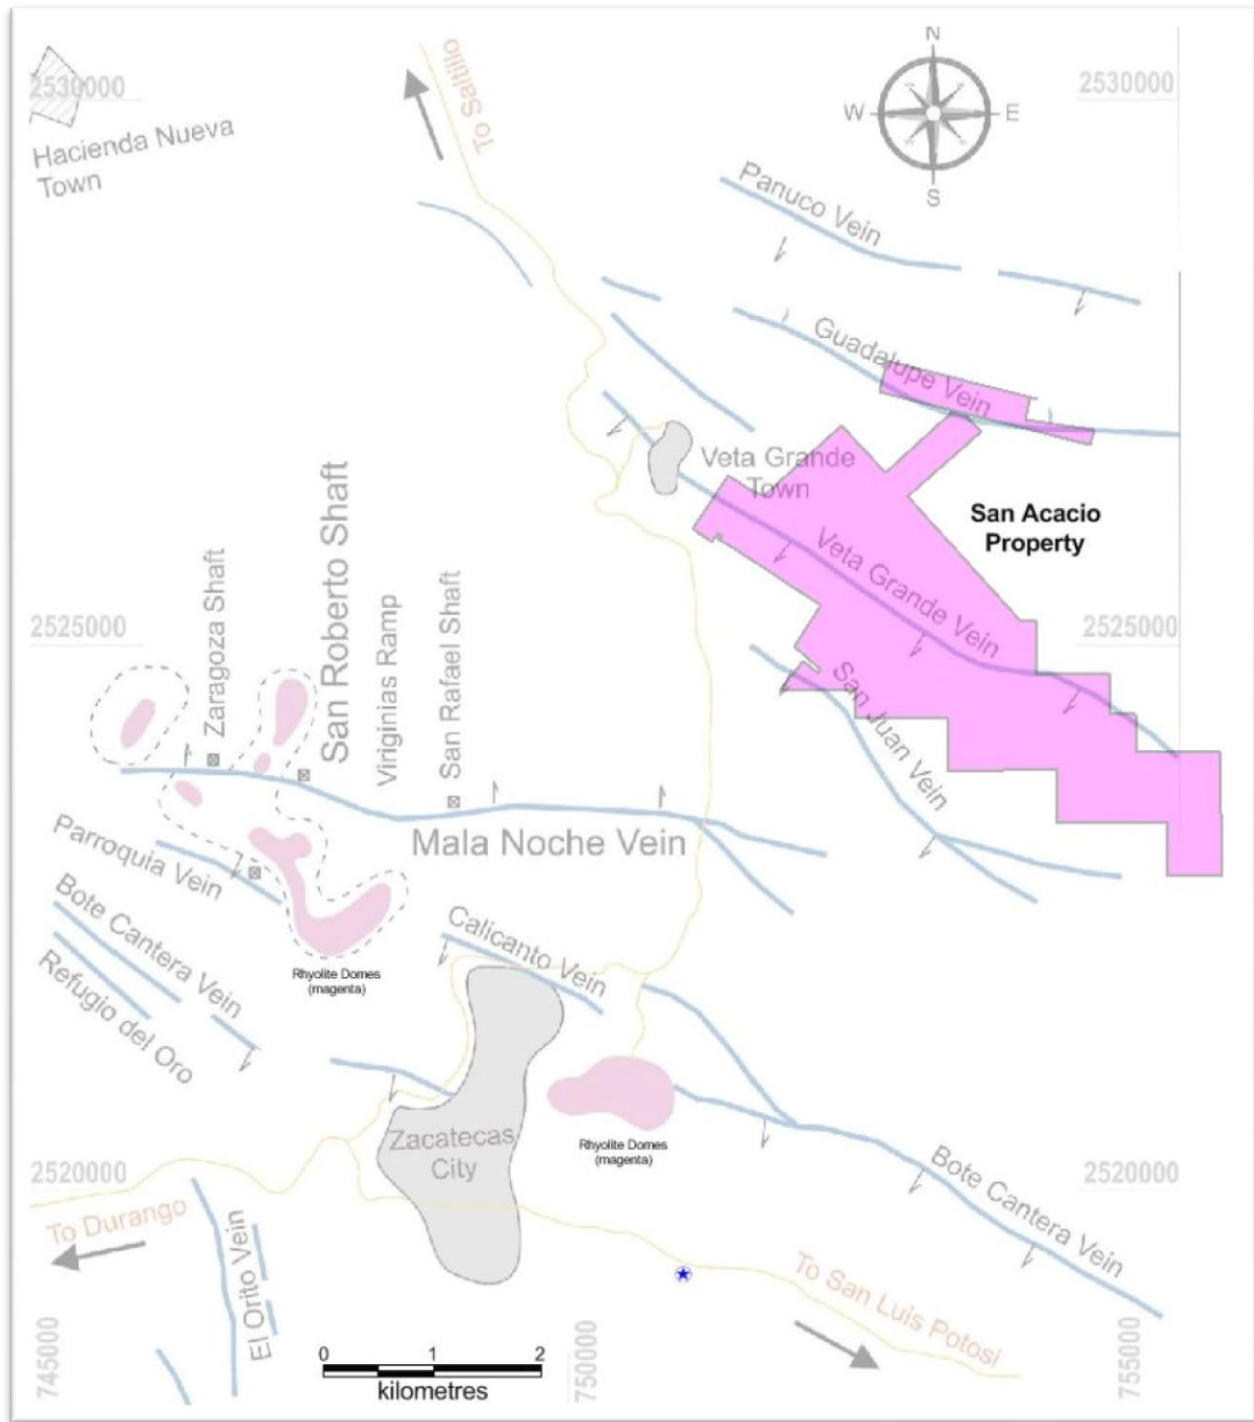 N
W
E
S
2530000
2530000
Hacienda Nueva
Town
To Saltillo
Panuco Vein
Guadalupe Vein
Veta Grande
Town
San Acacio
Property
Veta Grande Vein
2525000
2525000
Zaragoza Shaft
San Roberto Shaft
Viriginias Ramp
San Rafael Shaft
San Juan Vein
Mala Noche Vein
Parroquia Vein
Bote Cantera Vein
Refugio del Oro
Rhyolite Domes
(magenta)
Calicanto Vein
Zacatecas
City
Rhyolite Domes
(magenta)
2520000
2520000
Bote Cantera Vein
To Durango
El Orito Vein
To San Luis Potosi
745000
750000
755000
0 1 2
kilometres